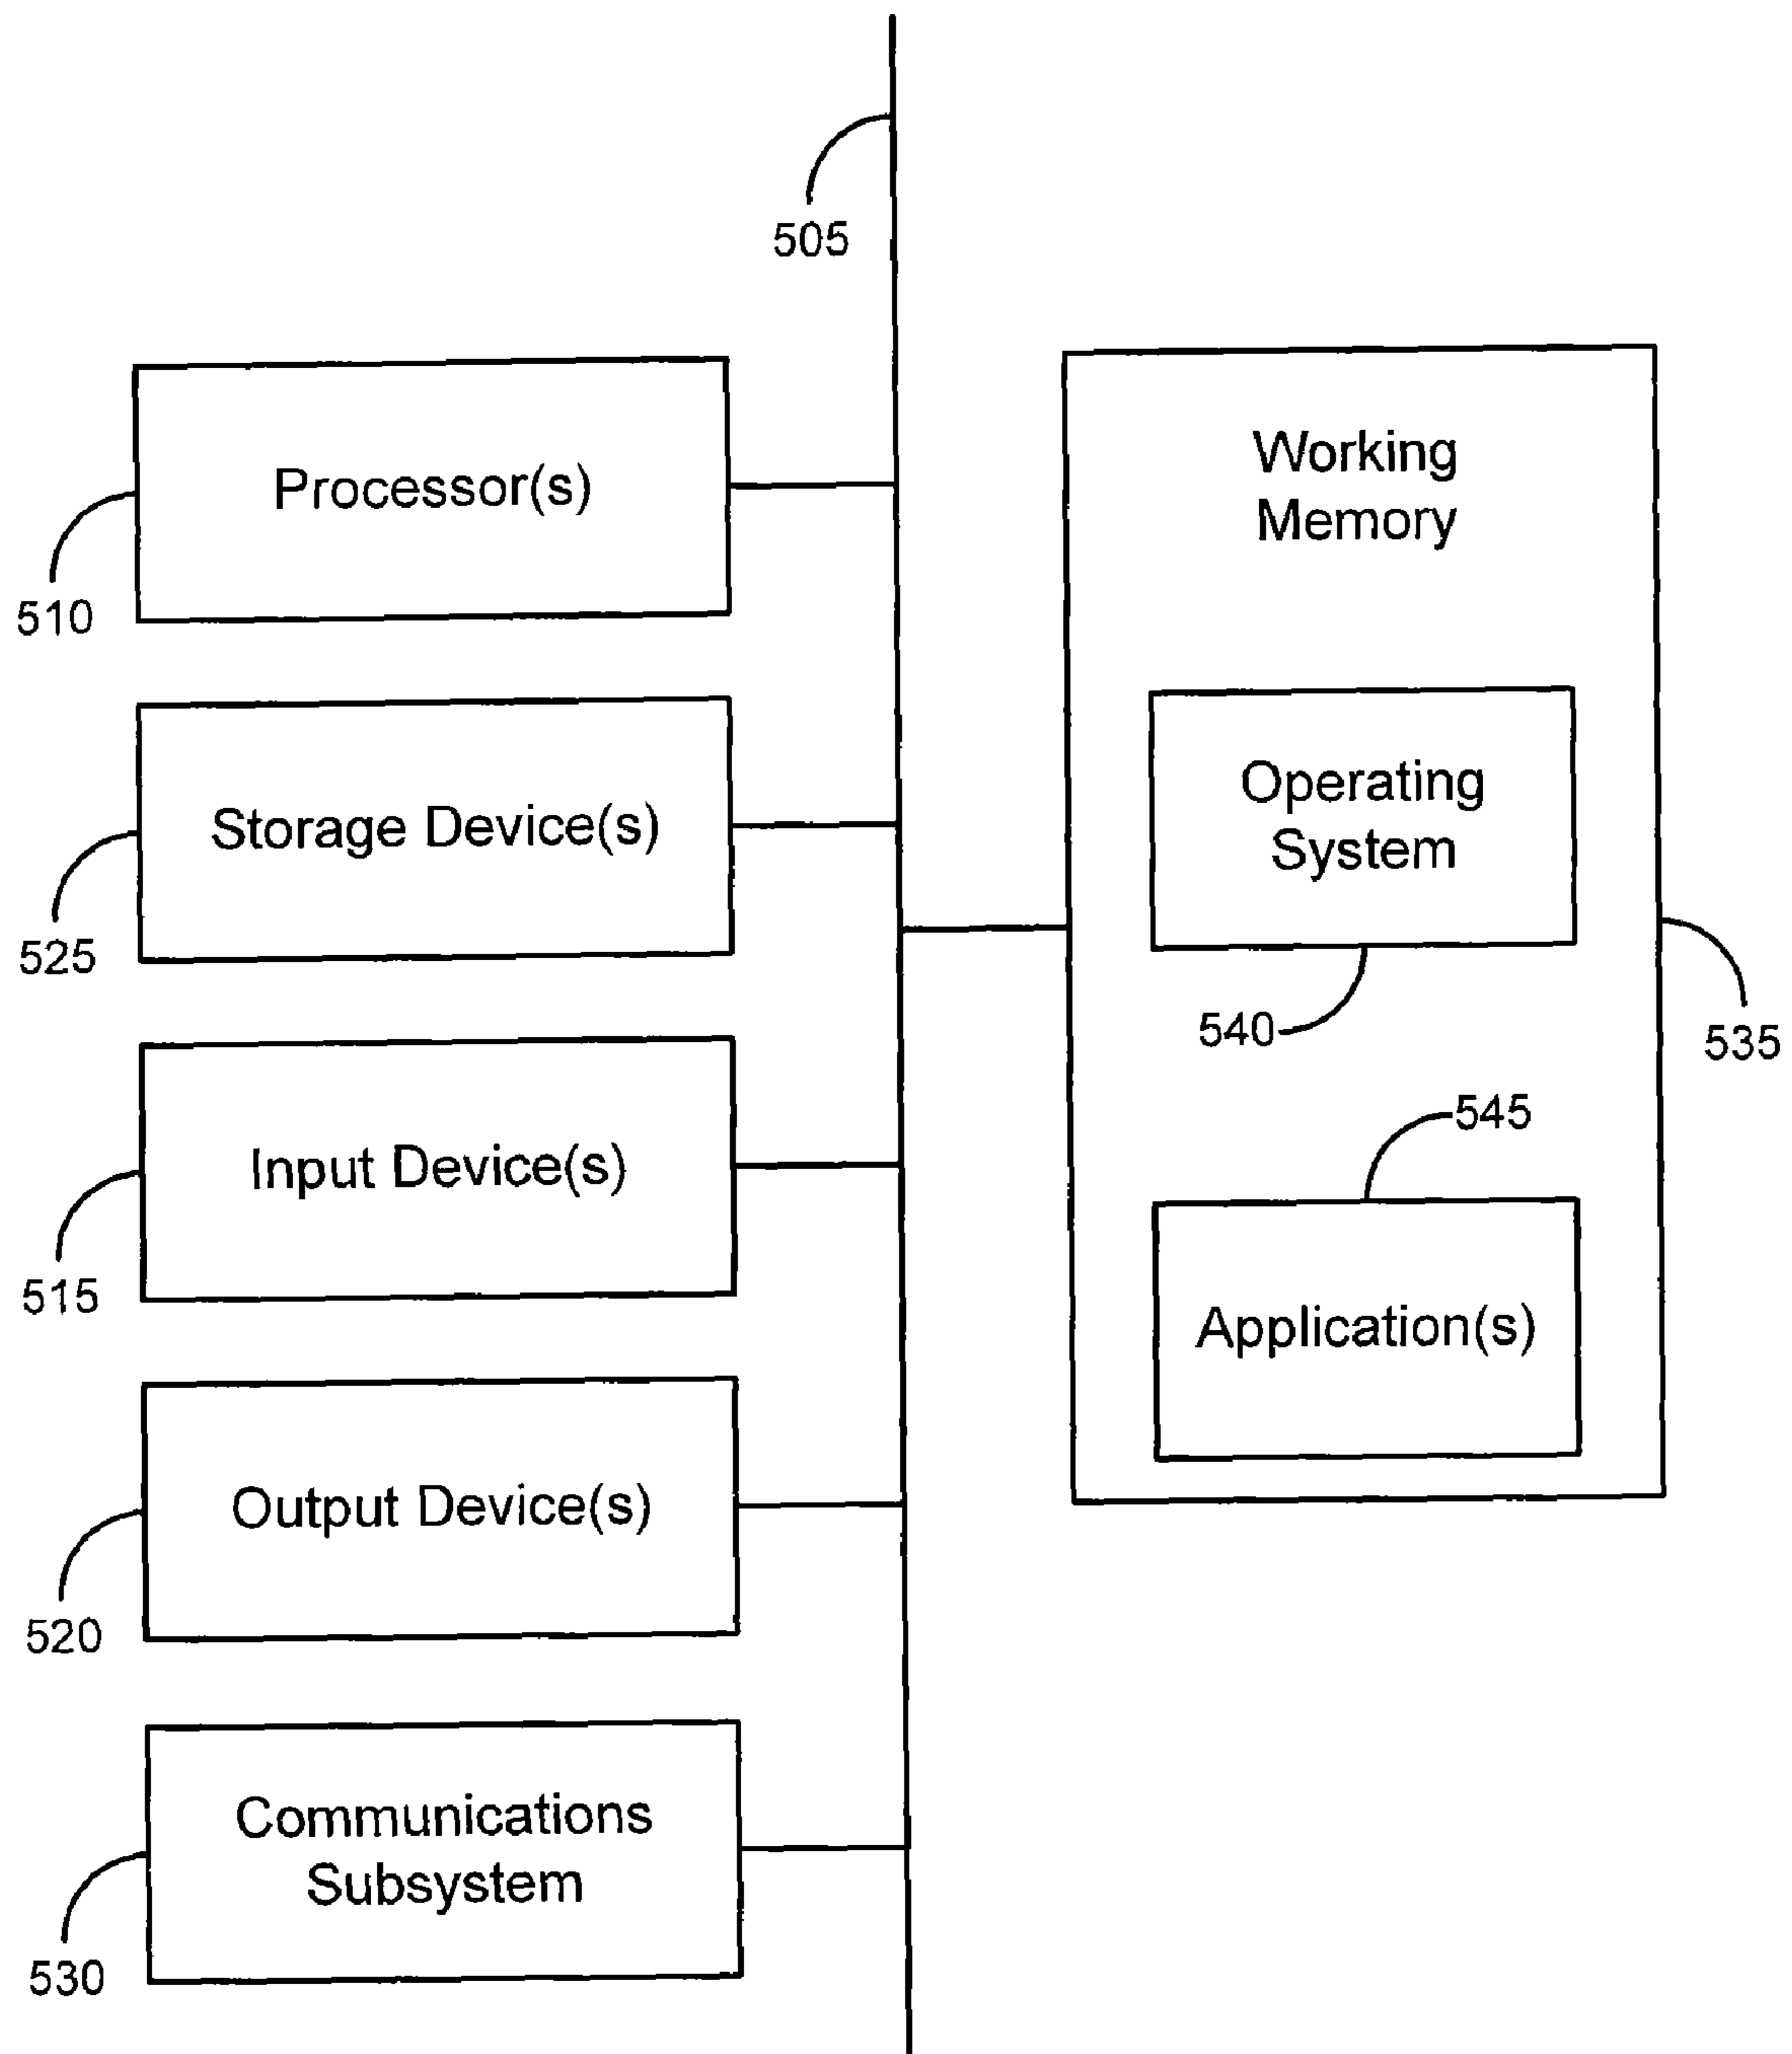 505
Processor(s)
510
Storage Device(s)
525
Input Device(s)
515
Output Device(s)
520
Communications
Subsystem
530
Working
Memory
Operating
System
540
535
545
Application(s)